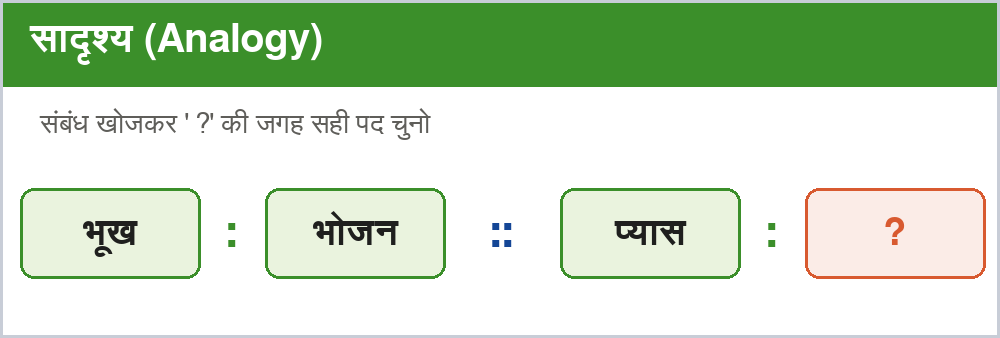 सादृश्य (Analogy)
संबंध खोजकर ' ?' की जगह सही पद चुनो
भूख : भोजन :: प्यास : ?